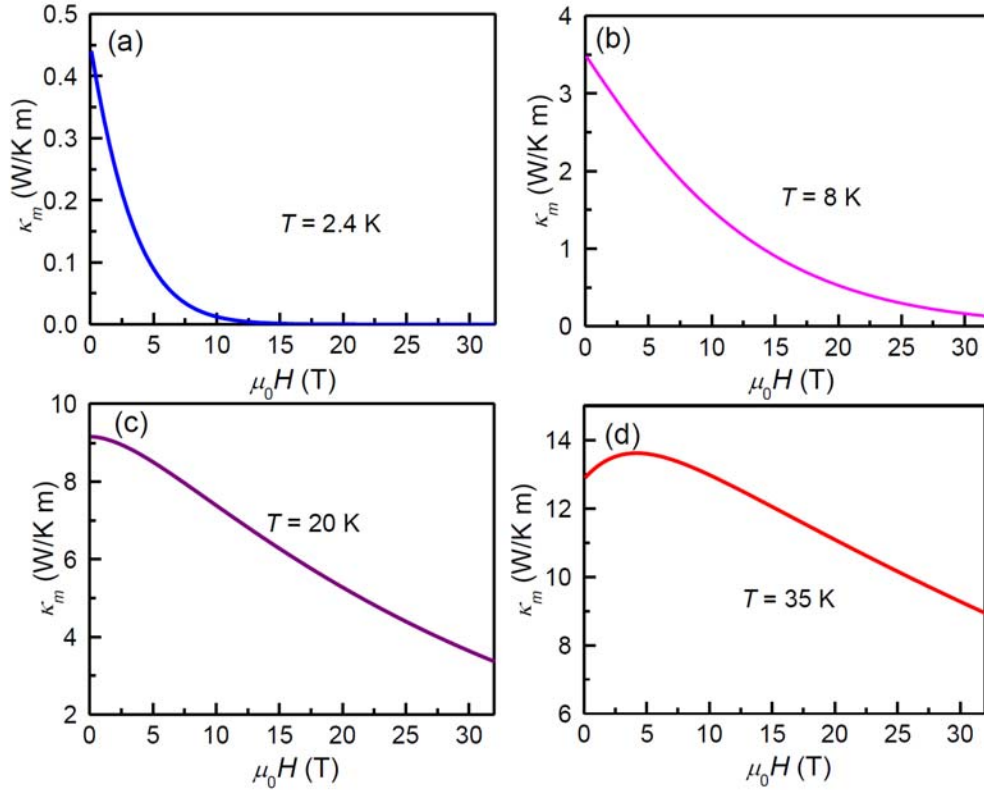 (a)
κm (W/K m)
0.5
0.4
0.3
0.2
0.1
0.0
T = 2.4 K
0 5 10 15 20 25 30
μ0H (T)
(b)
κm (W/K m)
4
3
2
1
0
T = 8 K
0 5 10 15 20 25 30
μ0H (T)
(c)
κm (W/K m)
10
8
6
4
2
T = 20 K
0 5 10 15 20 25 30
μ0H (T)
(d)
κm (W/K m)
14
12
10
8
6
T = 35 K
0 5 10 15 20 25 30
μ0H (T)